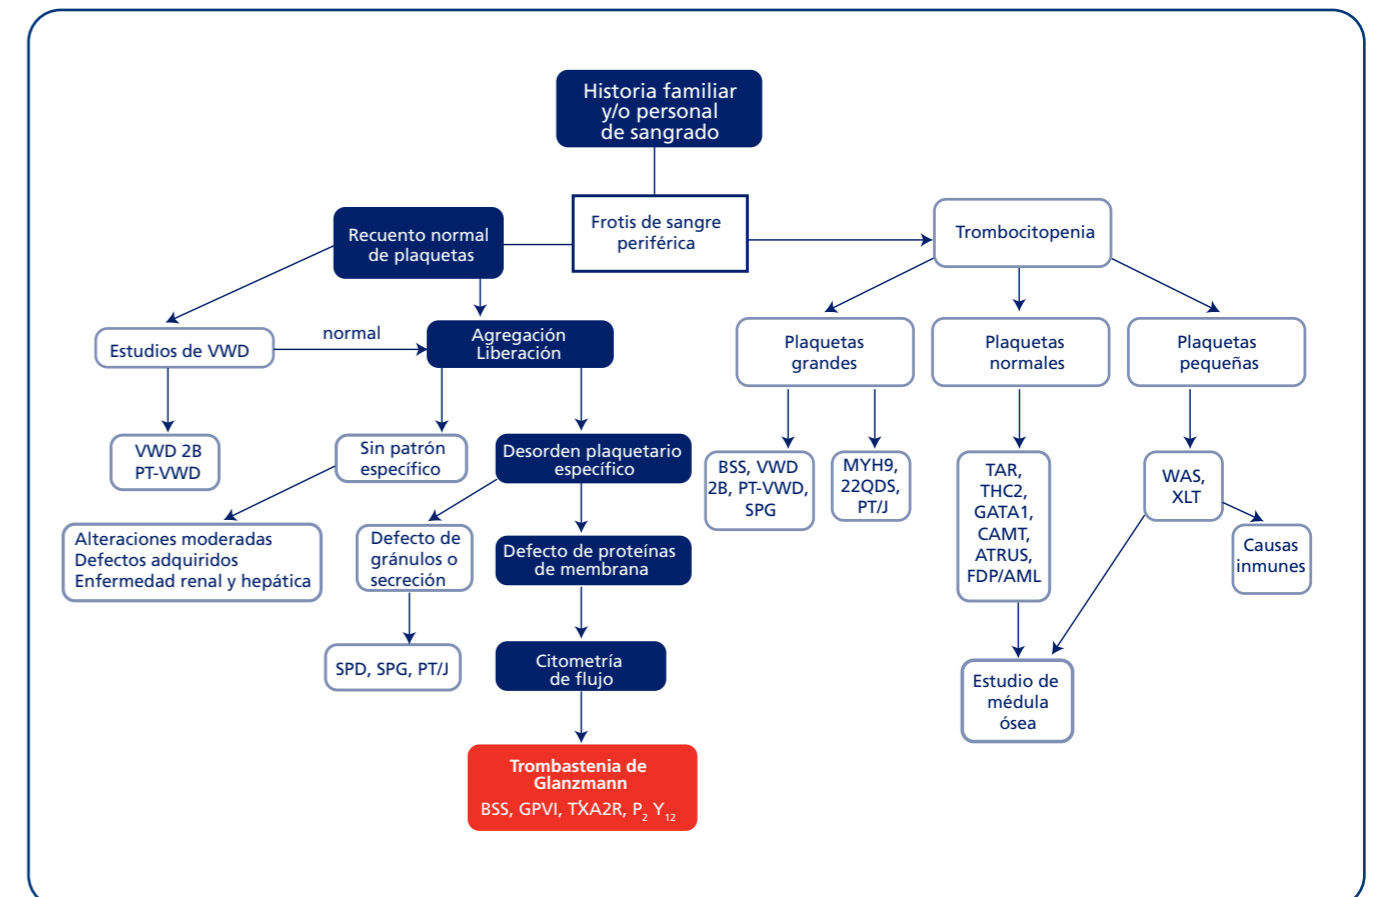 Historia familiar
y/o personal
de sangrado
Frotis de sangre
periférica
Recuento normal
de plaquetas
Trombocitopenia
Estudios de VWD
normal
Agregación
Liberación
Plaquetas
grandes
Plaquetas
normales
Plaquetas
pequeñas
VWD 2B
PT-VWD
Sin patrón
específico
Desorden plaquetario
específico
BSS, VWD
2B, PT-VWD,
SPG
MYH9,
22QDS,
PT/J
TAR,
THC2,
GATA1,
CAMT,
ATRUS,
FDP/AML
WAS,
XLT
Alteraciones moderadas
Defectos adquiridos
Enfermedad renal y hepática
Defecto de
gránulos o
secreción
Defecto de proteínas
de membrana
Causas
inmunes
SPD, SPG, PT/J
Citometría
de flujo
Estudio de
médula
ósea
Trombastenia de
Glanzmann
BSS, GPVI, TXA2R, P2 Y12